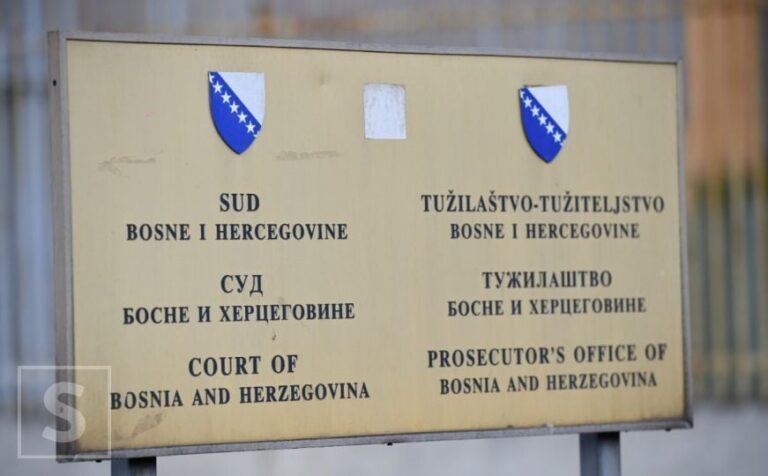 SUD
BOSNE I HERCEGOVINE
СУД
БОСНЕ И ХЕРЦЕГОВИНЕ
COURT OF
BOSNIA AND HERZEGOVINA
TUŽILAŠTVO-TUŽITELJSTVO
BOSNE I HERCEGOVINE
ТУЖИЛАШТВО
БОСНЕ И ХЕРЦЕГОВИНЕ
PROSECUTOR'S OFFICE OF
BOSNIA AND HERZEGOVINA
S